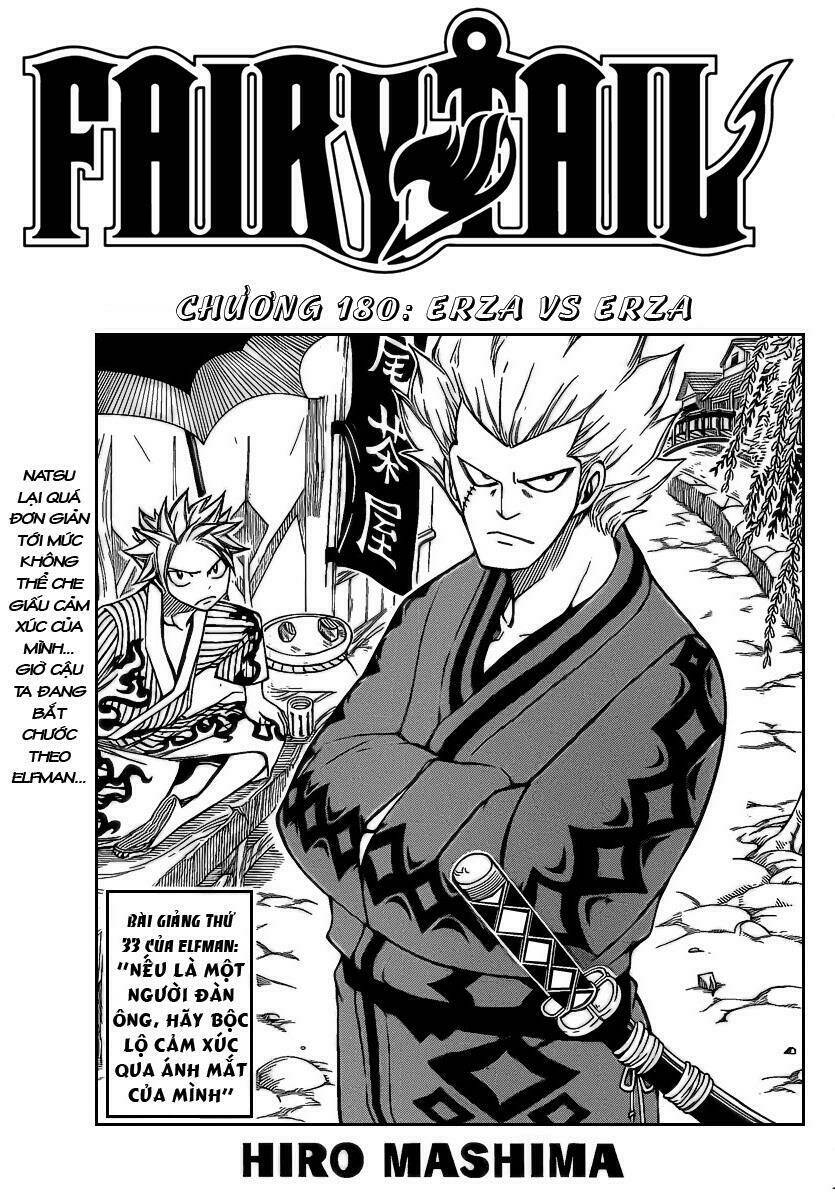 FAIRY TAIL
CHƯƠNG 180: ERZA VS ERZA
尾
茶
屋
NATSU
LẠI QUÁ
ĐƠN GIẢN
TỚI MỨC
KHÔNG
THỂ CHE
GIẤU CẢM
XÚC CỦA
MÌNH...
GIỜ CẬU
TA ĐANG
BẮT
CHƯỚC
THEO
ELFMAN...
BÀI GIẢNG THỨ
33 CỦA ELFMAN:
"NẾU LÀ MỘT
NGƯỜI ĐÀN
ÔNG, HÃY BỘC
LỘ CẢM XÚC
QUA ÁNH MẮT
CỦA MÌNH"
HIRO MASHIMA